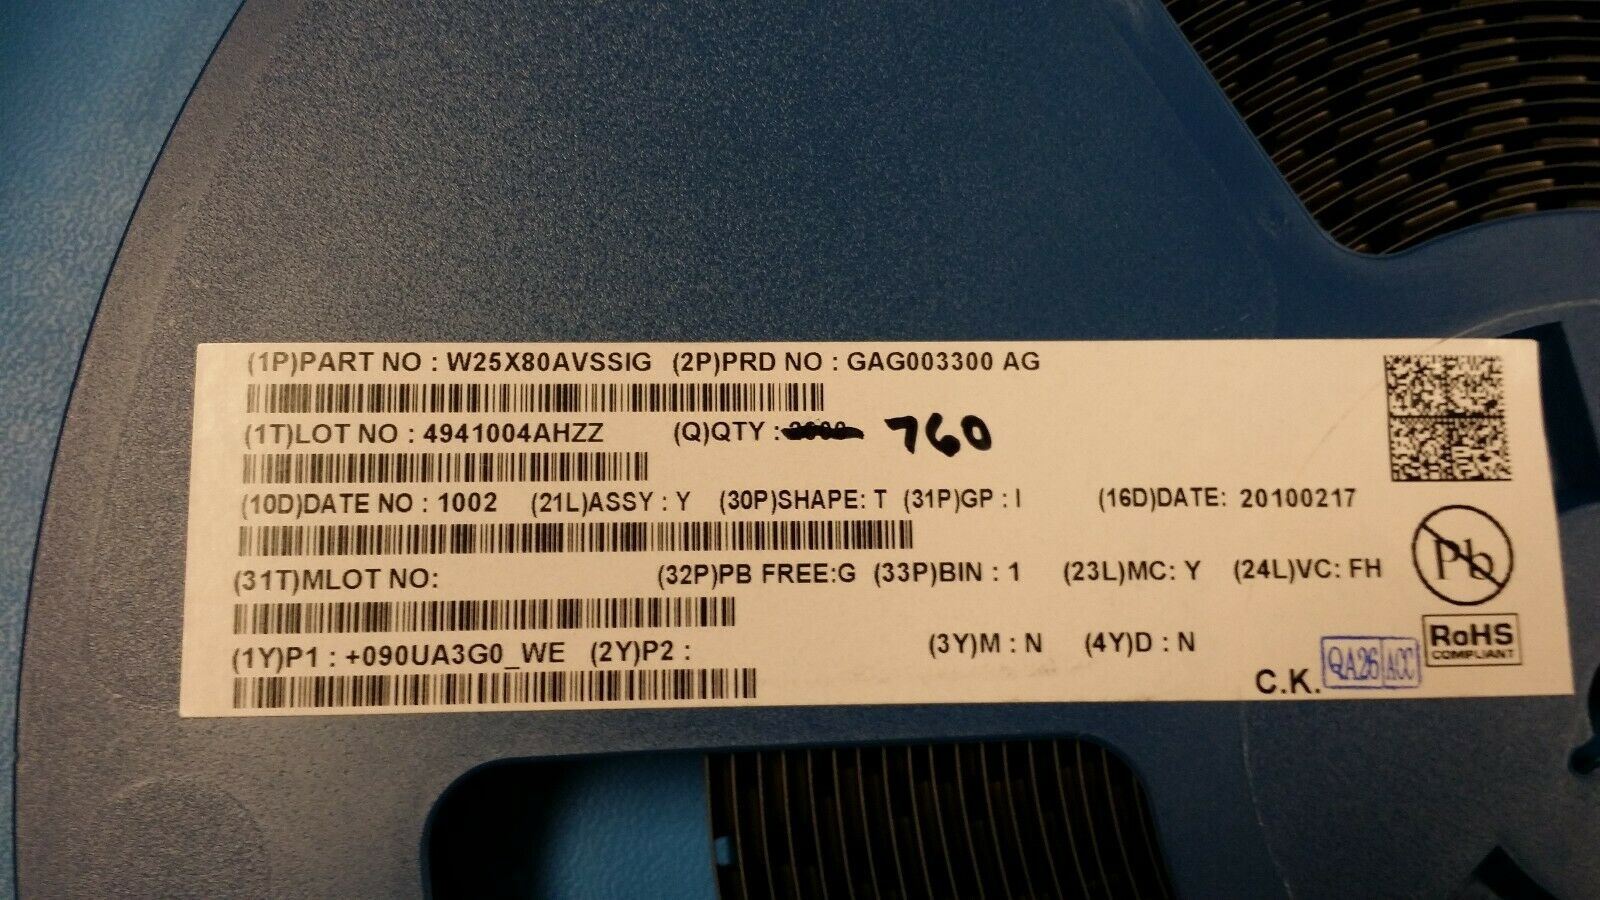 (1P)PART NO : W25X80AVSSIG (2P)PRD NO : GAG003300 AG
(1T)LOT NO : 4941004AHZZ (Q)QTY : 760
(10D)DATE NO : 1002 (21L)ASSY : Y (30P)SHAPE: T (31P)GP : I (16D)DATE: 20100217
(31T)MLOT NO: (32P)PB FREE:G (33P)BIN : 1 (23L)MC: Y (24L)VC: FH
Pb
(1Y)P1 : +090UA3G0_WE (2Y)P2 : (3Y)M : N (4Y)D : N
RoHS
COMPLIANT
C.K. QA26 ACC